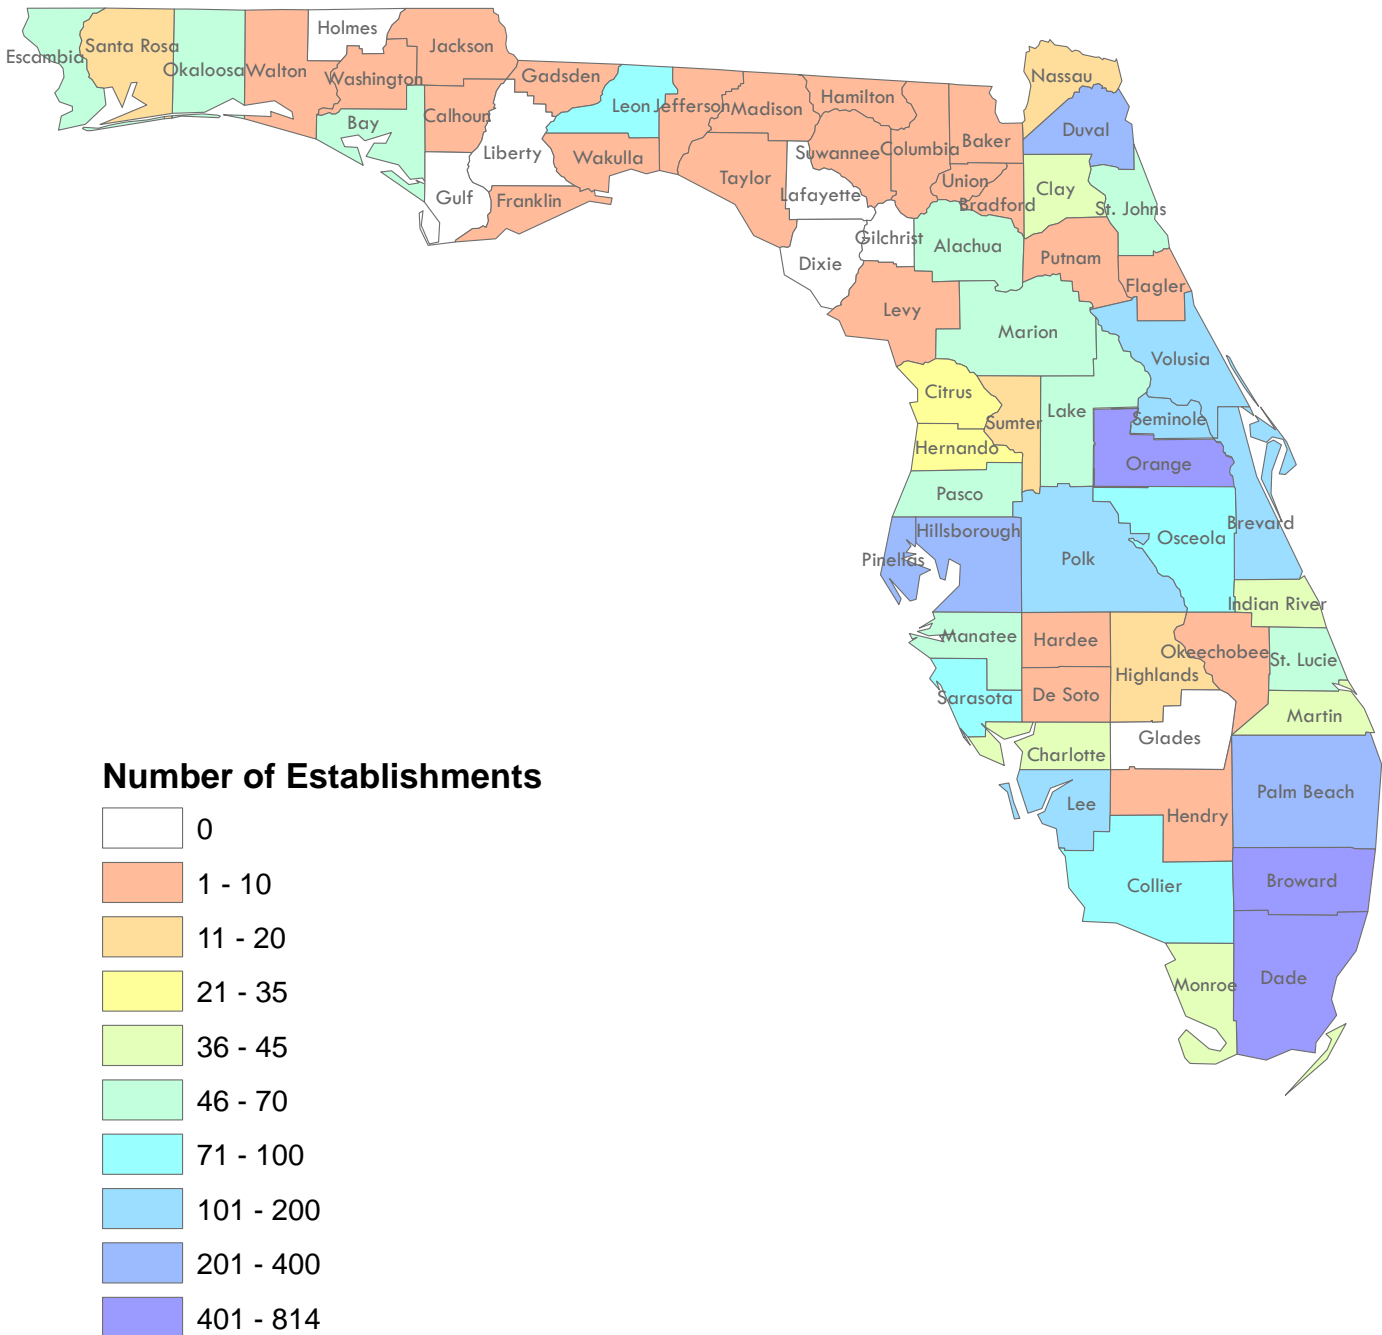 Holmes
Escambia
Santa Rosa
Okaloosa
Walton
Washington
Jackson
Bay
Calhoun
Gadsden
Liberty
Gulf
Franklin
Leon
Wakulla
Jefferson
Madison
Taylor
Hamilton
Suwannee
Lafayette
Columbia
Baker
Union
Bradford
Nassau
Duval
Clay
St. Johns
Gilchrist
Dixie
Alachua
Putnam
Flagler
Levy
Marion
Volusia
Citrus
Sumter
Lake
Seminole
Hernando
Orange
Pasco
Hillsborough
Pinellas
Polk
Osceola
Brevard
Indian River
Manatee
Hardee
Okeechobee
St. Lucie
Highlands
Sarasota
De Soto
Martin
Charlotte
Glades
Lee
Hendry
Palm Beach
Collier
Broward
Monroe
Dade
Number of Establishments
0
1 - 10
11 - 20
21 - 35
36 - 45
46 - 70
71 - 100
101 - 200
201 - 400
401 - 814